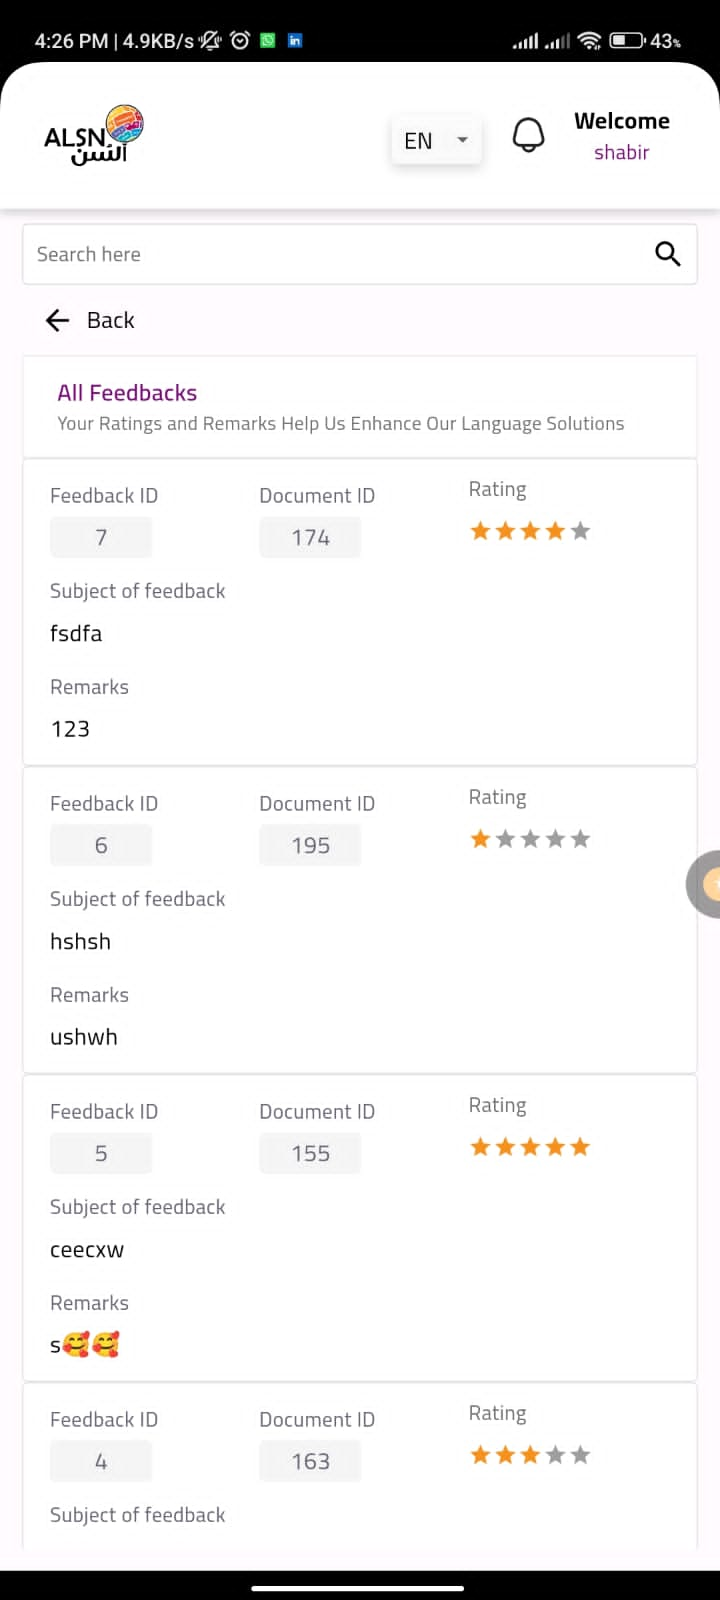 4:26 PM | 4.9KB/s 43%
ALSN
ألسن
EN
Welcome
shabir
Search here
Back
All Feedbacks
Your Ratings and Remarks Help Us Enhance Our Language Solutions
Feedback ID Document ID Rating
7 174
Subject of feedback
fsdfa
Remarks
123
Feedback ID Document ID Rating
6 195
Subject of feedback
hshsh
Remarks
ushwh
Feedback ID Document ID Rating
5 155
Subject of feedback
ceecxw
Remarks
s🥰🥰
Feedback ID Document ID Rating
4 163
Subject of feedback